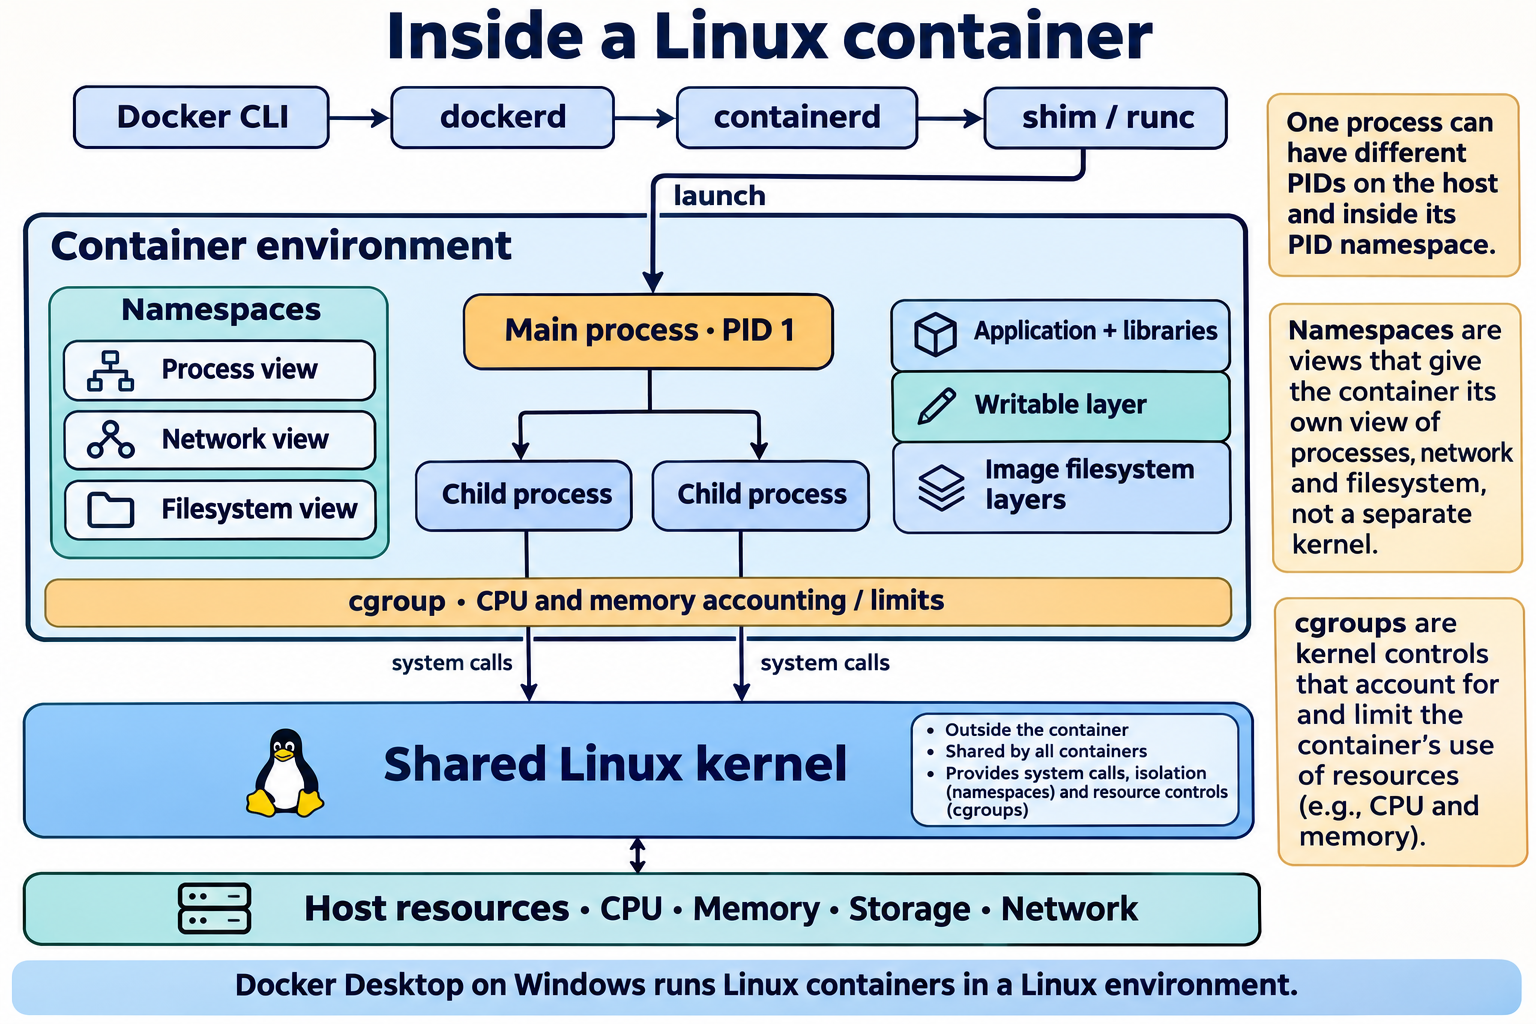 Inside a Linux container
Docker CLI
dockerd
containerd
shim / runc
launch
Container environment
Namespaces
Process view
Network view
Filesystem view
Main process · PID 1
Child process
Child process
Application + libraries
Writable layer
Image filesystem
layers
cgroup · CPU and memory accounting / limits
system calls
system calls
Shared Linux kernel
• Outside the container
• Shared by all containers
• Provides system calls, isolation
(namespaces) and resource controls
(cgroups)
Host resources · CPU · Memory · Storage · Network
One process can
have different
PIDs on the host
and inside its
PID namespace.
Namespaces are
views that give
the container its
own view of
processes, network
and filesystem,
not a separate
kernel.
cgroups are
kernel controls
that account for
and limit the
container's use
of resources
(e.g., CPU and
memory).
Docker Desktop on Windows runs Linux containers in a Linux environment.